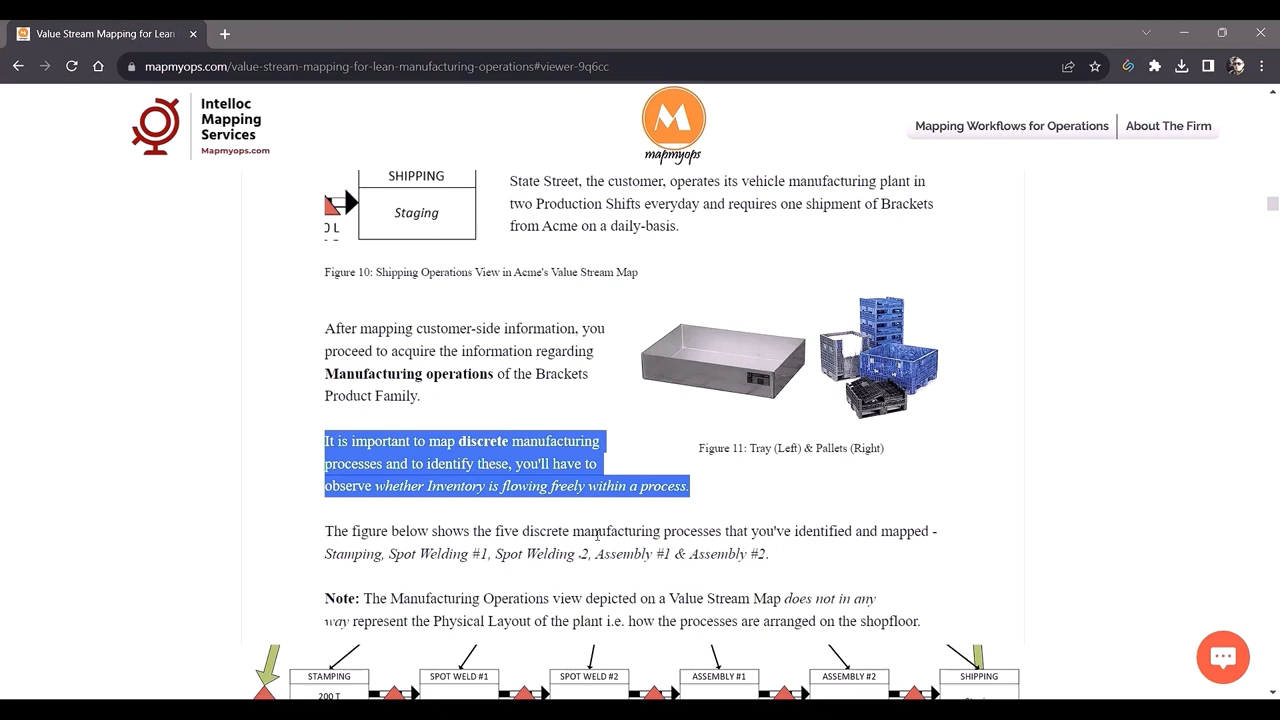 Value Stream Mapping for Lean
mapmyops.com/value-stream-mapping-for-lean-manufacturing-operations#viewer-9q6cc
Intelloc
Mapping
Services
Mapmyops.com
M
mapmyops
Mapping Workflows for Operations
About The Firm
SHIPPING
Staging
0 L
State Street, the customer, operates its vehicle manufacturing plant in
two Production Shifts everyday and requires one shipment of Brackets
from Acme on a daily-basis.
Figure 10: Shipping Operations View in Acme's Value Stream Map
After mapping customer-side information, you
proceed to acquire the information regarding
Manufacturing operations of the Brackets
Product Family.
Figure 11: Tray (Left) & Pallets (Right)
It is important to map discrete manufacturing
processes and to identify these, you'll have to
observe whether Inventory is flowing freely within a process.
The figure below shows the five discrete manufacturing processes that you've identified and mapped -
Stamping, Spot Welding #1, Spot Welding 2, Assembly #1 & Assembly #2.
Note: The Manufacturing Operations view depicted on a Value Stream Map does not in any
way represent the Physical Layout of the plant i.e. how the processes are arranged on the shopfloor.
STAMPING
200 T
SPOT WELD #1
SPOT WELD #2
ASSEMBLY #1
ASSEMBLY #2
SHIPPING